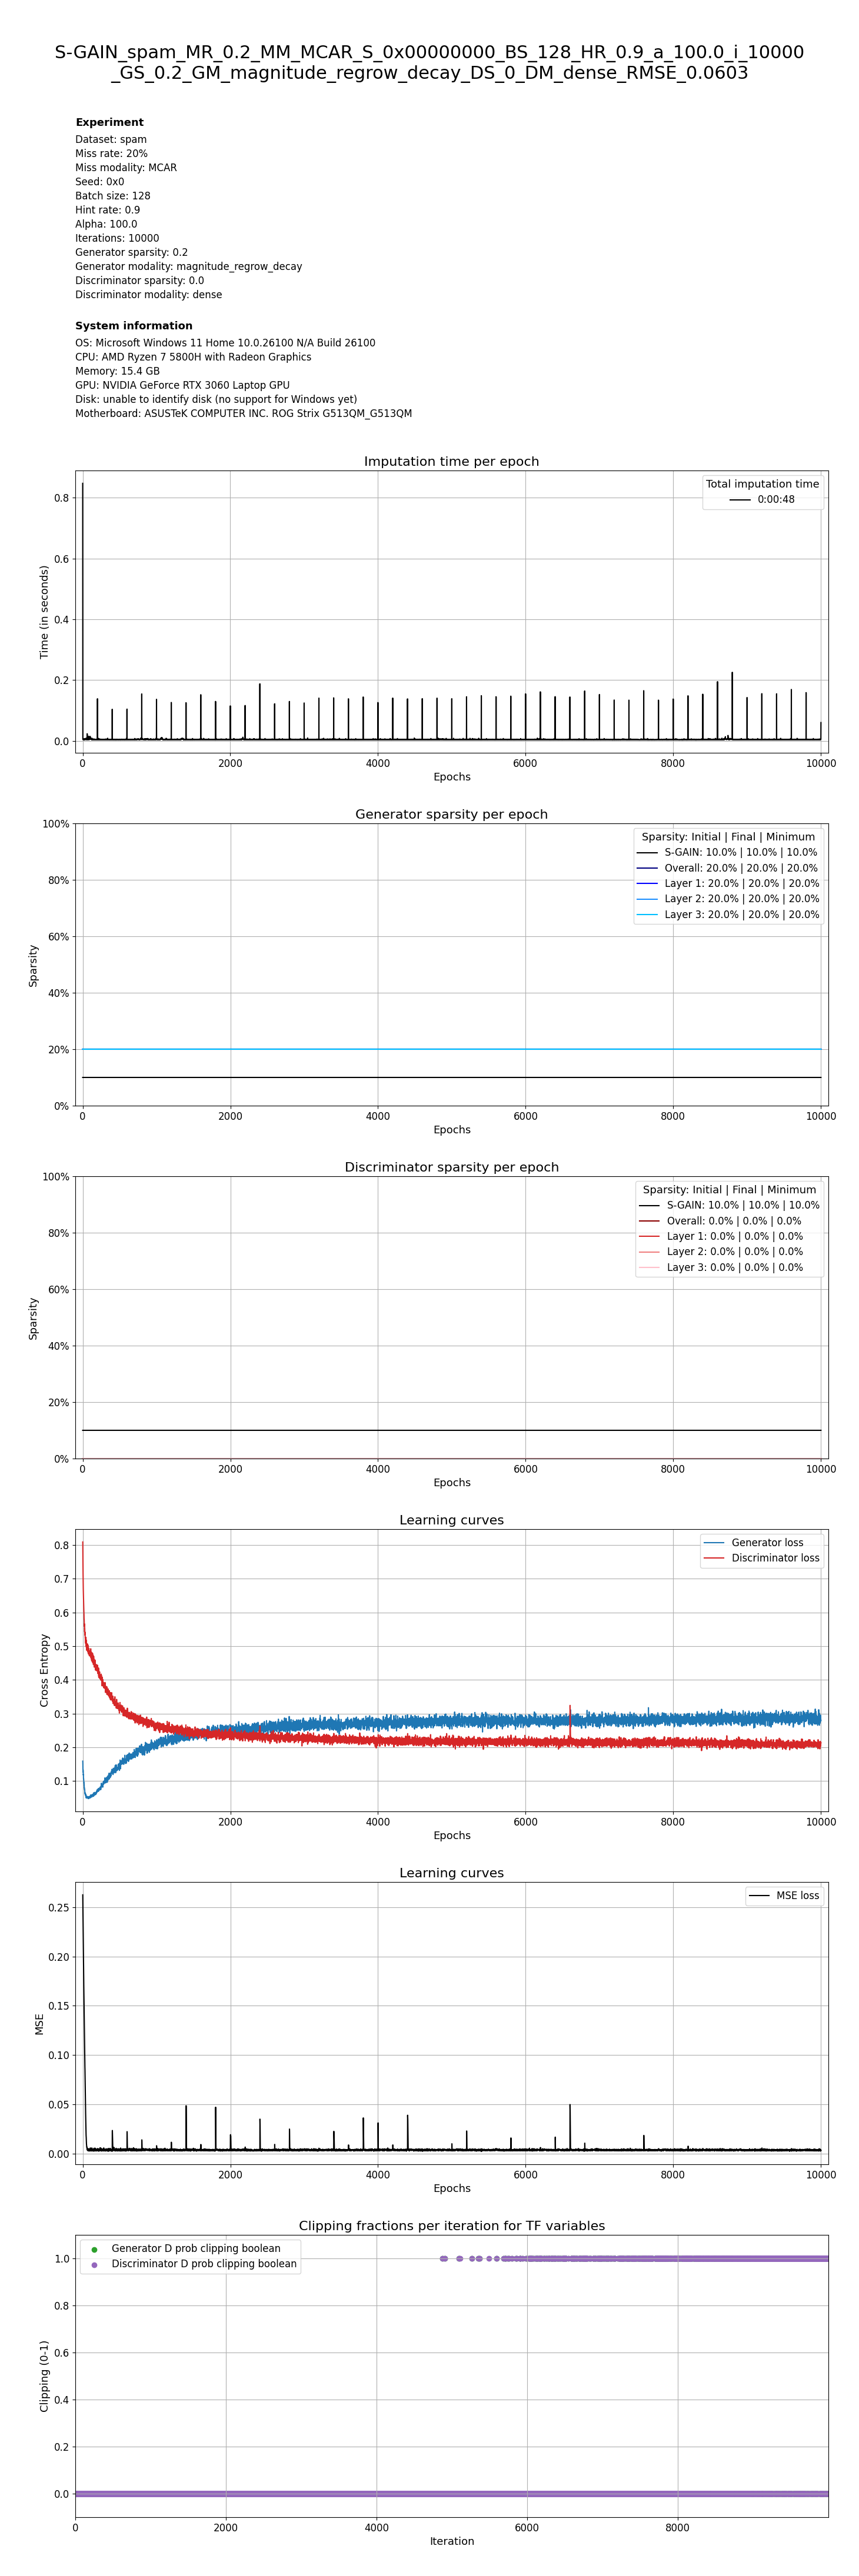 S-GAIN_spam_MR_0.2_MM_MCAR_S_0x00000000_BS_128_HR_0.9_a_100.0_i_10000
_GS_0.2_GM_magnitude_regrow_decay_DS_0_DM_dense_RMSE_0.0603
Experiment
Dataset: spam
Miss rate: 20%
Miss modality: MCAR
Seed: 0x0
Batch size: 128
Hint rate: 0.9
Alpha: 100.0
Iterations: 10000
Generator sparsity: 0.2
Generator modality: magnitude_regrow_decay
Discriminator sparsity: 0.0
Discriminator modality: dense
System information
OS: Microsoft Windows 11 Home 10.0.26100 N/A Build 26100
CPU: AMD Ryzen 7 5800H with Radeon Graphics
Memory: 15.4 GB
GPU: NVIDIA GeForce RTX 3060 Laptop GPU
Disk: unable to identify disk (no support for Windows yet)
Motherboard: ASUSTeK COMPUTER INC. ROG Strix G513QM_G513QM
Imputation time per epoch
Total imputation time
0:00:48
Time (in seconds)
0.8
0.6
0.4
0.2
0.0
0 2000 4000 6000 8000 10000
Epochs
Generator sparsity per epoch
Sparsity: Initial | Final | Minimum
S-GAIN: 10.0% | 10.0% | 10.0%
Overall: 20.0% | 20.0% | 20.0%
Layer 1: 20.0% | 20.0% | 20.0%
Layer 2: 20.0% | 20.0% | 20.0%
Layer 3: 20.0% | 20.0% | 20.0%
Sparsity
100%
80%
60%
40%
20%
0%
0 2000 4000 6000 8000 10000
Epochs
Discriminator sparsity per epoch
Sparsity: Initial | Final | Minimum
S-GAIN: 10.0% | 10.0% | 10.0%
Overall: 0.0% | 0.0% | 0.0%
Layer 1: 0.0% | 0.0% | 0.0%
Layer 2: 0.0% | 0.0% | 0.0%
Layer 3: 0.0% | 0.0% | 0.0%
Sparsity
100%
80%
60%
40%
20%
0%
0 2000 4000 6000 8000 10000
Epochs
Learning curves
Generator loss
Discriminator loss
Cross Entropy
0.8
0.7
0.6
0.5
0.4
0.3
0.2
0.1
0 2000 4000 6000 8000 10000
Epochs
Learning curves
MSE loss
MSE
0.25
0.20
0.15
0.10
0.05
0.00
0 2000 4000 6000 8000 10000
Epochs
Clipping fractions per iteration for TF variables
Generator D prob clipping boolean
Discriminator D prob clipping boolean
Clipping (0-1)
1.0
0.8
0.6
0.4
0.2
0.0
0 2000 4000 6000 8000
Iteration